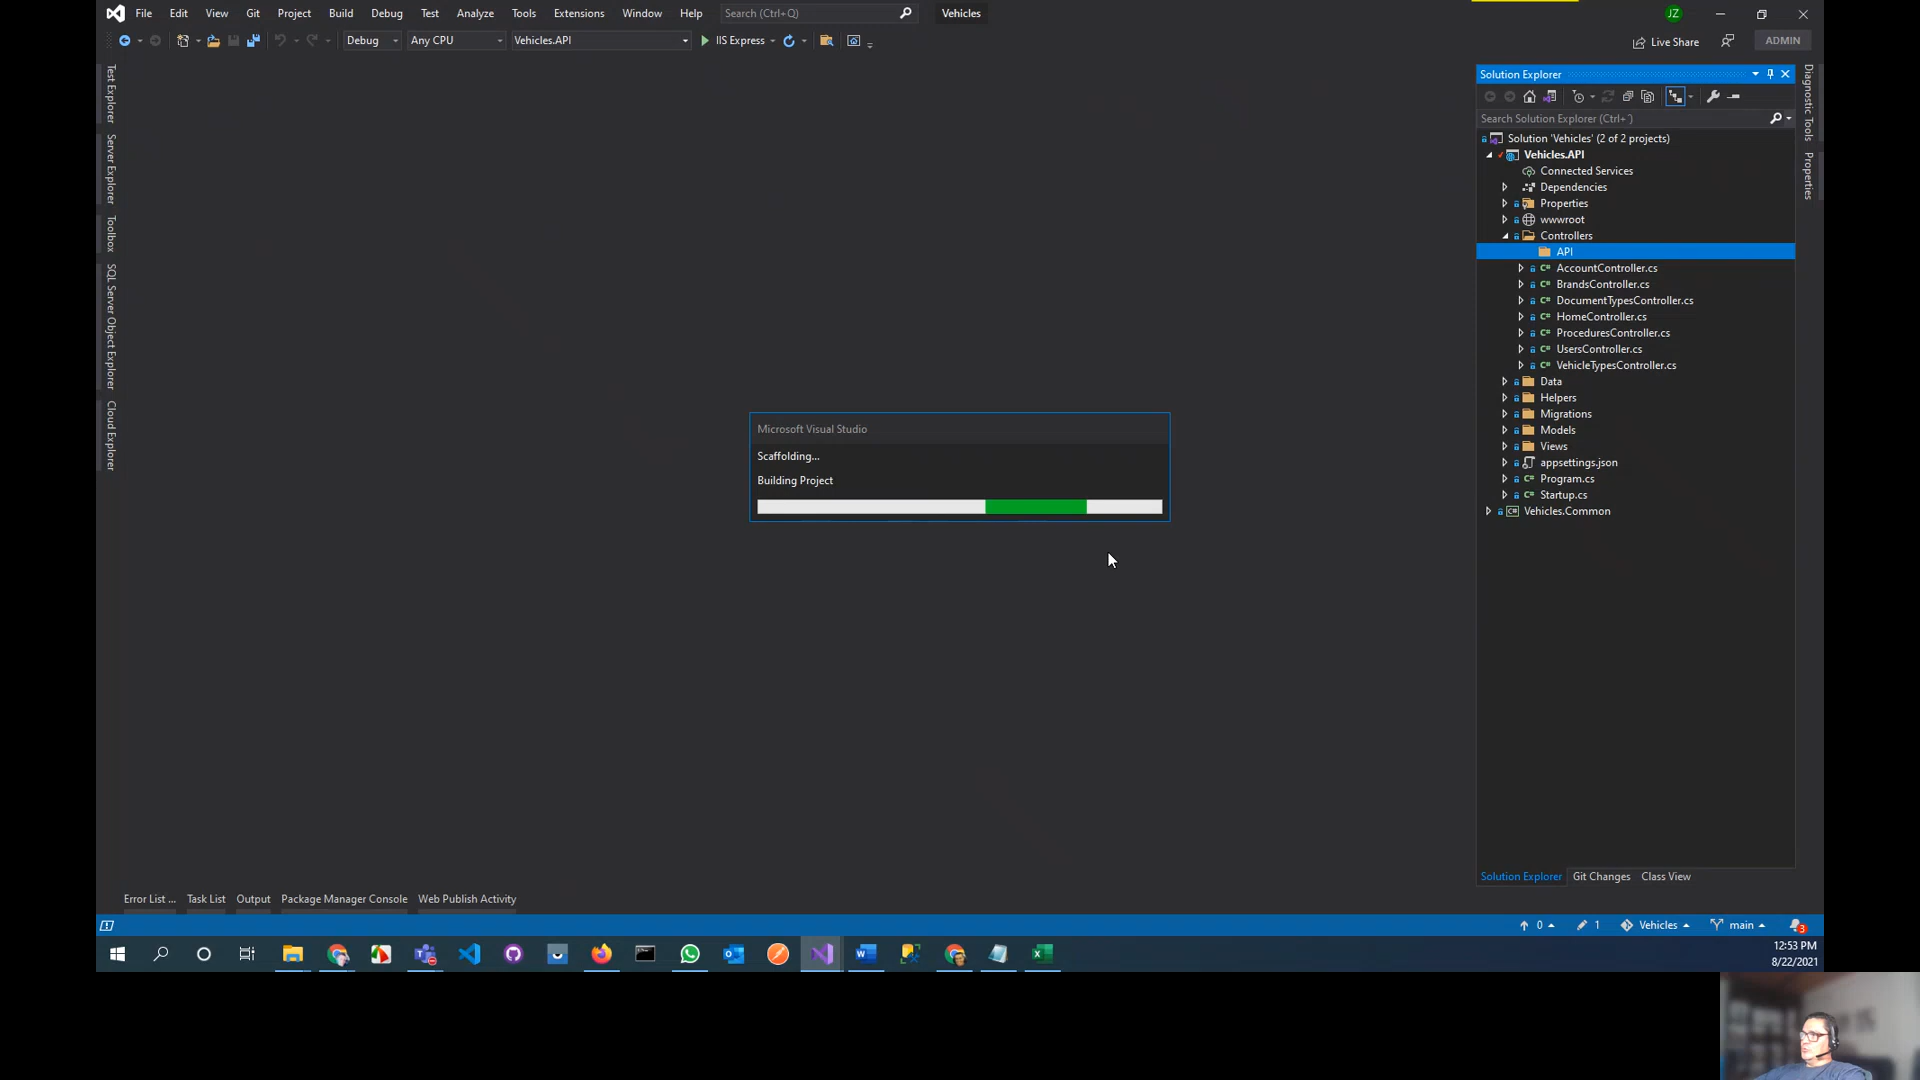 File Edit View Git Project Build Debug Test Analyze Tools Extensions Window Help Search (Ctrl+Q) Vehicles JZ
Debug Any CPU Vehicles.API IIS Express Live Share ADMIN
Test Explorer
Server Explorer
Toolbox
SQL Server Object Explorer
Cloud Explorer
Microsoft Visual Studio
Scaffolding...
Building Project
Solution Explorer
Search Solution Explorer (Ctrl+¨)
Solution 'Vehicles' (2 of 2 projects)
Vehicles.API
Connected Services
Dependencies
Properties
wwwroot
Controllers
API
AccountController.cs
BrandsController.cs
DocumentTypesController.cs
HomeController.cs
ProceduresController.cs
UsersController.cs
VehicleTypesController.cs
Data
Helpers
Migrations
Models
Views
appsettings.json
Program.cs
Startup.cs
Vehicles.Common
Solution Explorer Git Changes Class View
Diagnostic Tools
Properties
Error List ... Task List Output Package Manager Console Web Publish Activity
0 1 Vehicles main 3
12:53 PM
8/22/2021